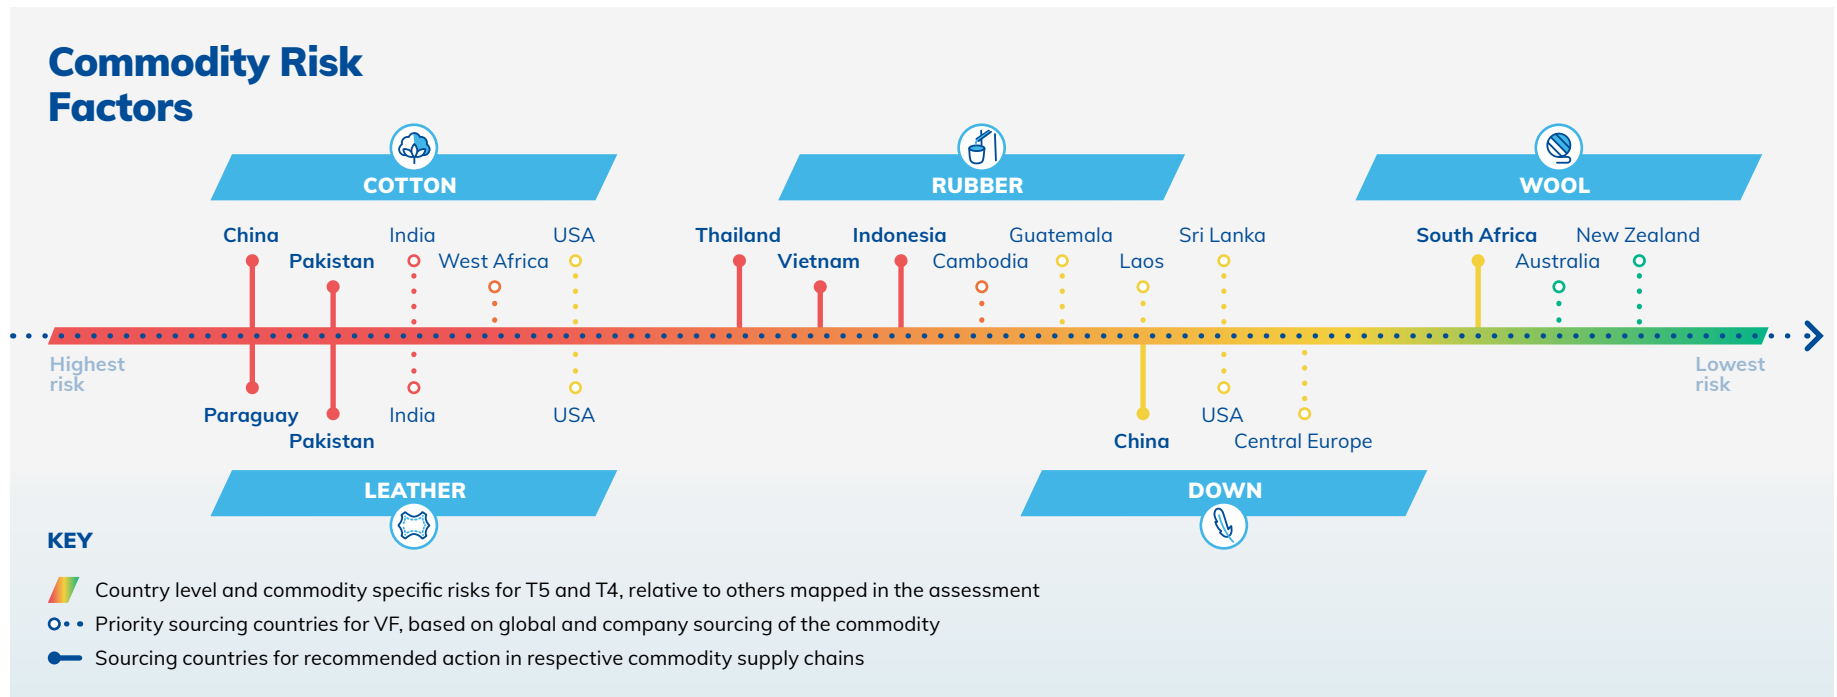 Commodity Risk
Factors
COTTON
RUBBER
WOOL
China
India
USA
Thailand
Indonesia
Guatemala
Sri Lanka
South Africa
New Zealand
Pakistan
West Africa
Vietnam
Cambodia
Laos
Australia
Highest
risk
Lowest
risk
Paraguay
India
USA
USA
Pakistan
China
Central Europe
LEATHER
DOWN
KEY
Country level and commodity specific risks for T5 and T4, relative to others mapped in the assessment
Priority sourcing countries for VF, based on global and company sourcing of the commodity
Sourcing countries for recommended action in respective commodity supply chains